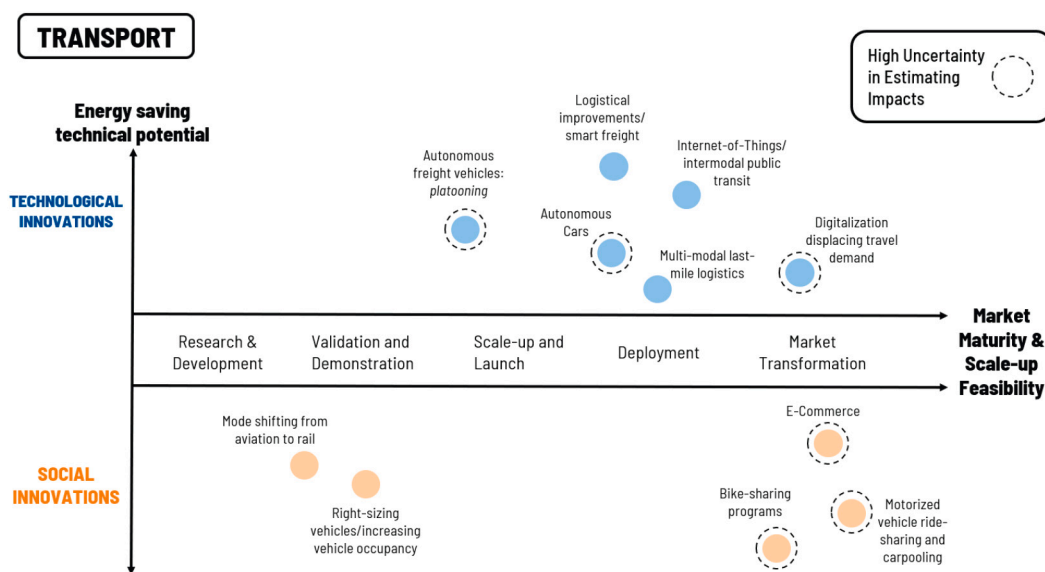 TRANSPORT
High Uncertainty
in Estimating
Impacts
Energy saving
technical potential
TECHNOLOGICAL
INNOVATIONS
Autonomous
freight vehicles:
platooning
Logistical
improvements/
smart freight
Internet-of-Things/
intermodal public
transit
Autonomous
Cars
Multi-modal last-
mile logistics
Digitalization
displacing travel
demand
Research &
Development
Validation and
Demonstration
Scale-up and
Launch
Deployment
Market
Transformation
Market
Maturity &
Scale-up
Feasibility
SOCIAL
INNOVATIONS
Mode shifting from
aviation to rail
Right-sizing
vehicles/increasing
vehicle occupancy
E-Commerce
Bike-sharing
programs
Motorized
vehicle ride-
sharing and
carpooling